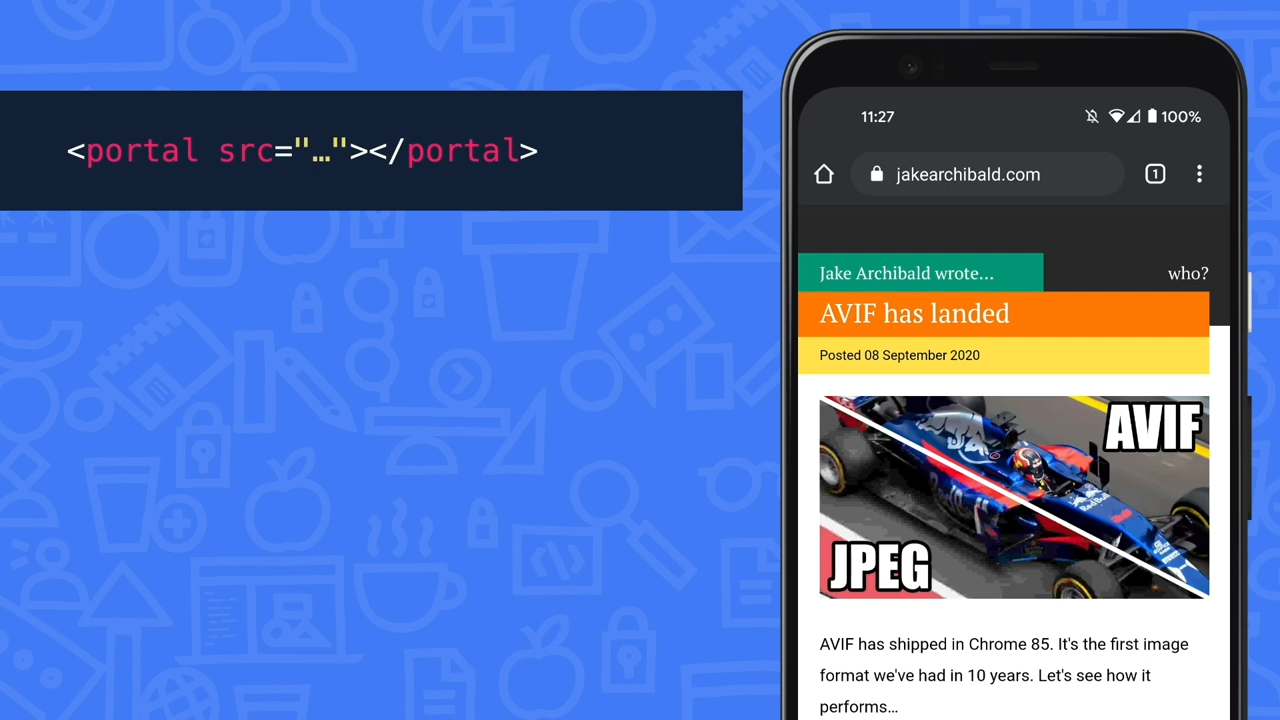 <portal src="…"></portal>
11:27
100%
jakearchibald.com
1
Jake Archibald wrote…
who?
AVIF has landed
Posted 08 September 2020
AVIF
JPEG
AVIF has shipped in Chrome 85. It's the first image
format we've had in 10 years. Let's see how it
performs…